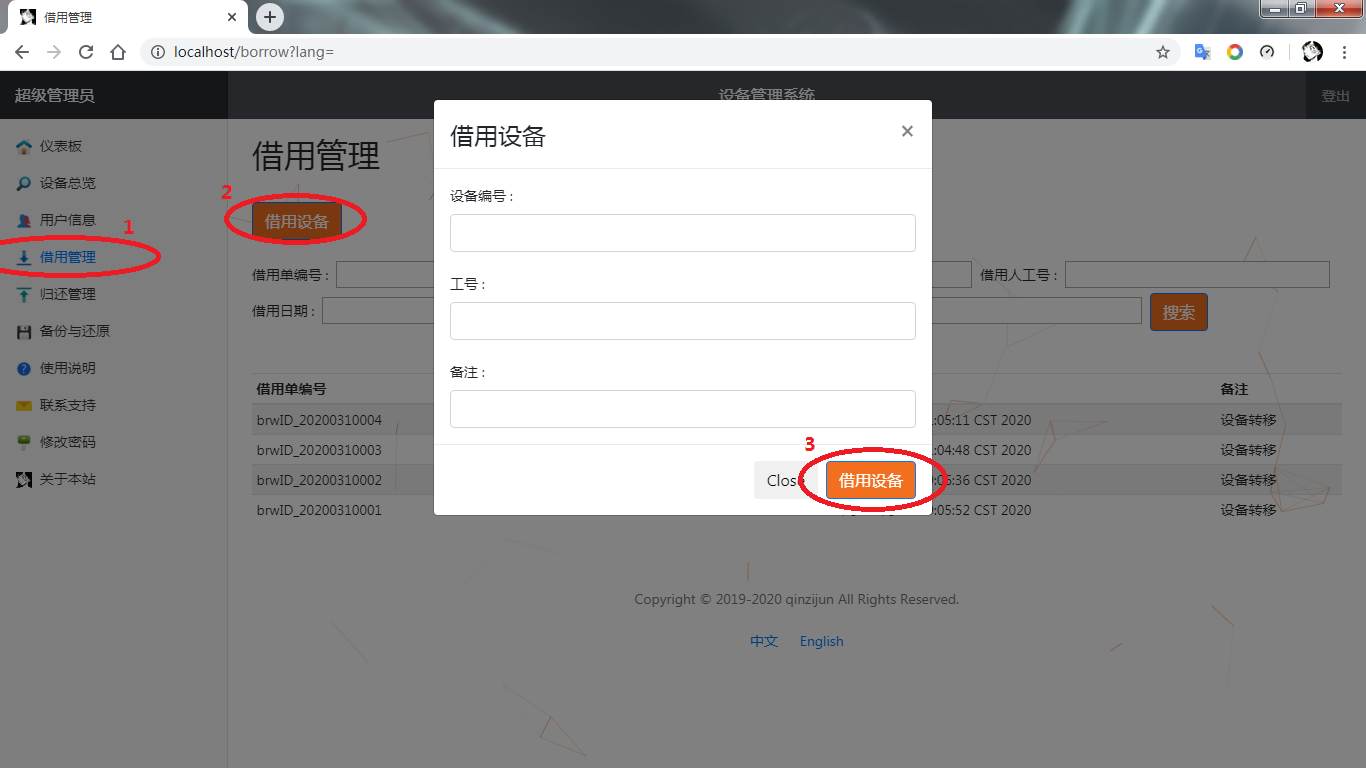 借用管理
localhost/borrow?lang=
超级管理员
设备管理系统
登出
仪表板
设备总览
用户信息
1
借用管理
归还管理
备份与还原
使用说明
联系支持
修改密码
关于本站
借用管理
2
借用设备
借用单编号 :
借用人工号 :
借用日期 :
搜索
借用单编号
备注
brwID_20200310004
:05:11 CST 2020
设备转移
brwID_20200310003
:04:48 CST 2020
设备转移
brwID_20200310002
CST 2020
设备转移
brwID_20200310001
:05:52 CST 2020
设备转移
借用设备
×
设备编号 :
工号 :
备注 :
3
Close
借用设备
Copyright © 2019-2020 qinzijun All Rights Reserved.
中文 English